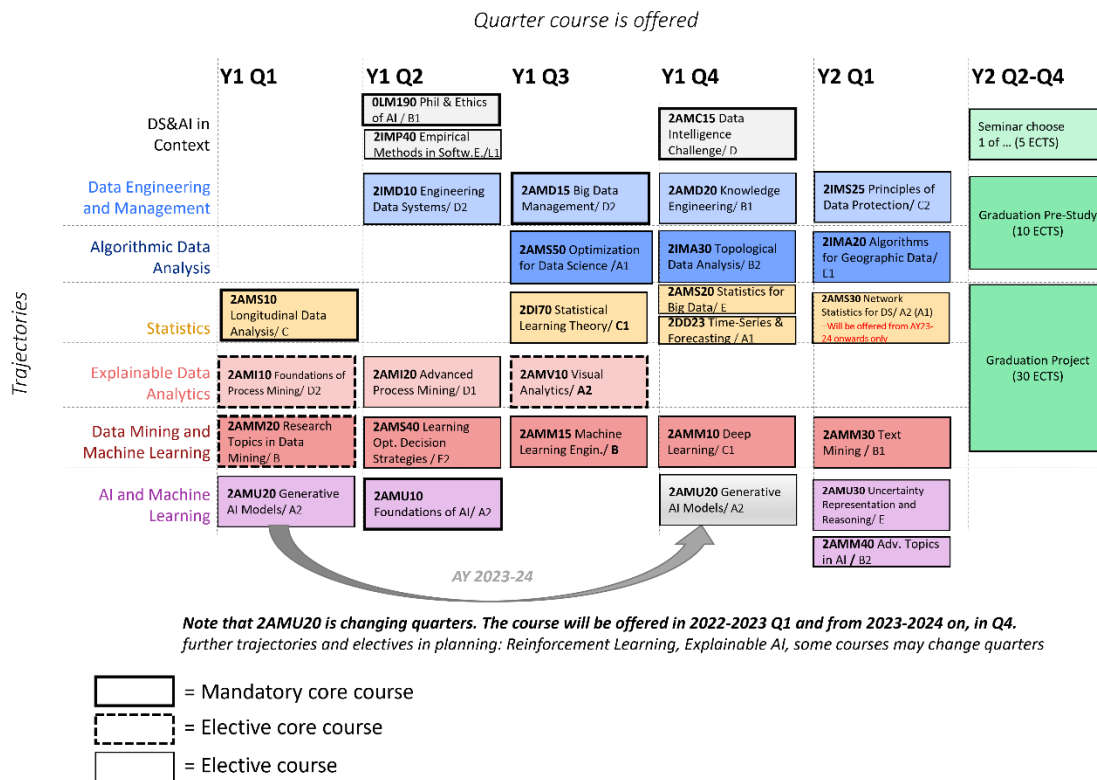 Quarter course is offered
Y1 Q1
Y1 Q2
Y1 Q3
Y1 Q4
Y2 Q1
Y2 Q2-Q4
Trajectories
DS&AI in
Context
0LM190 Phil & Ethics
of AI / B1
2IMP40 Empirical
Methods in Softw.E./L1
2AMC15 Data
Intelligence
Challenge/ D
Seminar choose
1 of ... (5 ECTS)
Data Engineering
and Management
2IMD10 Engineering
Data Systems/ D2
2AMD15 Big Data
Management/ D2
2AMD20 Knowledge
Engineering/ B1
2IMS25 Principles of
Data Protection/ C2
Graduation Pre-Study
(10 ECTS)
Algorithmic Data
Analysis
2AMS50 Optimization
for Data Science /A1
2IMA30 Topological
Data Analysis/ B2
2IMA20 Algorithms
for Geographic Data/
E1
Statistics
2AMS10
Longitudinal Data
Analysis/ C
2DI70 Statistical
Learning Theory/ C1
2AMS20 Statistics for
Big Data/ E
2DD23 Time-Series &
Forecasting / A1
2AMS30 Network
Statistics for DS/ A2 (A1)
–Will be offered from AY23-
24 onwards only
Graduation Project
(30 ECTS)
Explainable Data
Analytics
2AMI10 Foundations of
Process Mining/ D2
2AMI20 Advanced
Process Mining/ D1
2AMV10 Visual
Analytics/ A2
Data Mining and
Machine Learning
2AMM20 Research
Topics in Data
Mining/ B
2AMS40 Learning
Opt. Decision
Strategies / F2
2AMM15 Machine
Learning Engin./ B
2AMM10 Deep
Learning/ C1
2AMM30 Text
Mining / B1
AI and Machine
Learning
2AMU20 Generative
AI Models/ A2
2AMU10
Foundations of AI/ A2
2AMU20 Generative
AI Models/ A2
2AMU30 Uncertainty
Representation and
Reasoning/ E
2AMM40 Adv. Topics
in AI / B2
AY 2023-24
Note that 2AMU20 is changing quarters. The course will be offered in 2022-2023 Q1 and from 2023-2024 on, in Q4.
further trajectories and electives in planning: Reinforcement Learning, Explainable AI, some courses may change quarters
= Mandatory core course
= Elective core course
= Elective course